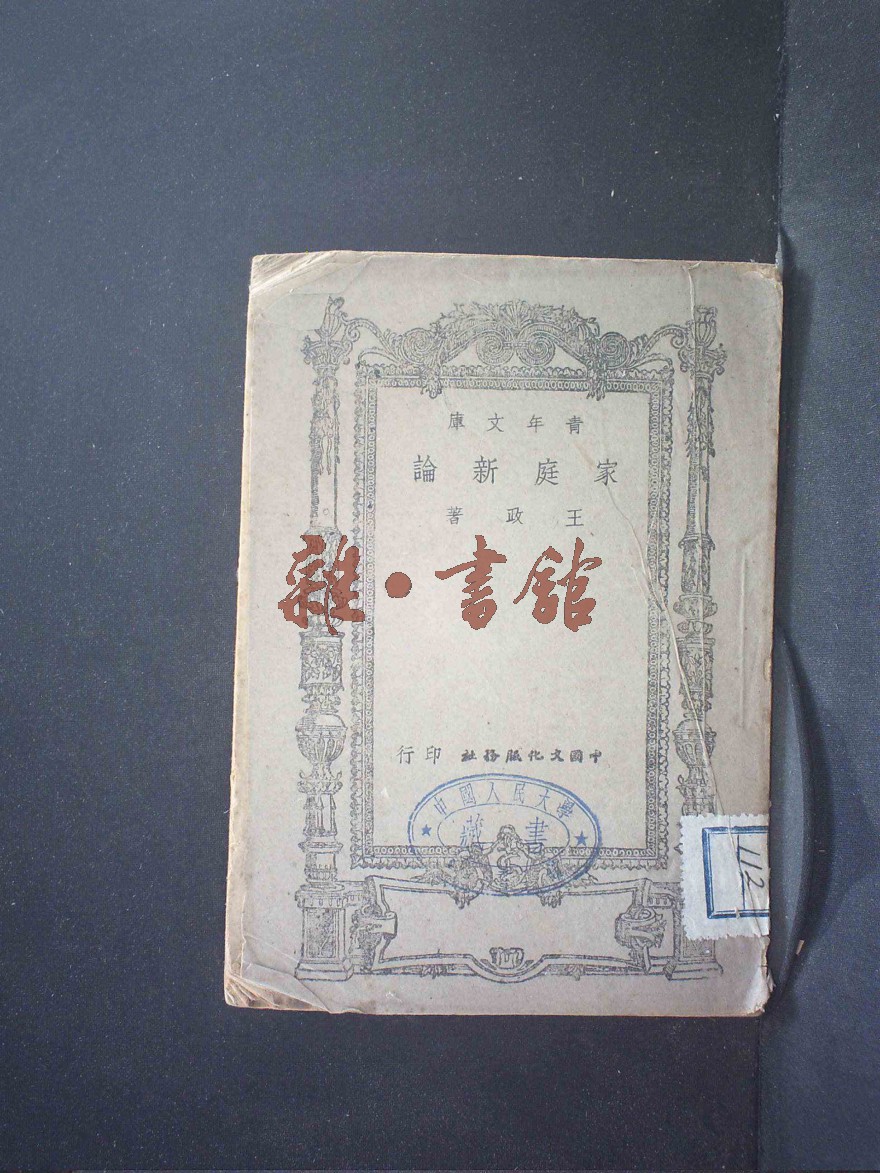 青年文庫
家庭新論
王政著
雜·書館
中國文化服務社 印行
中國人民大學
藏書
112